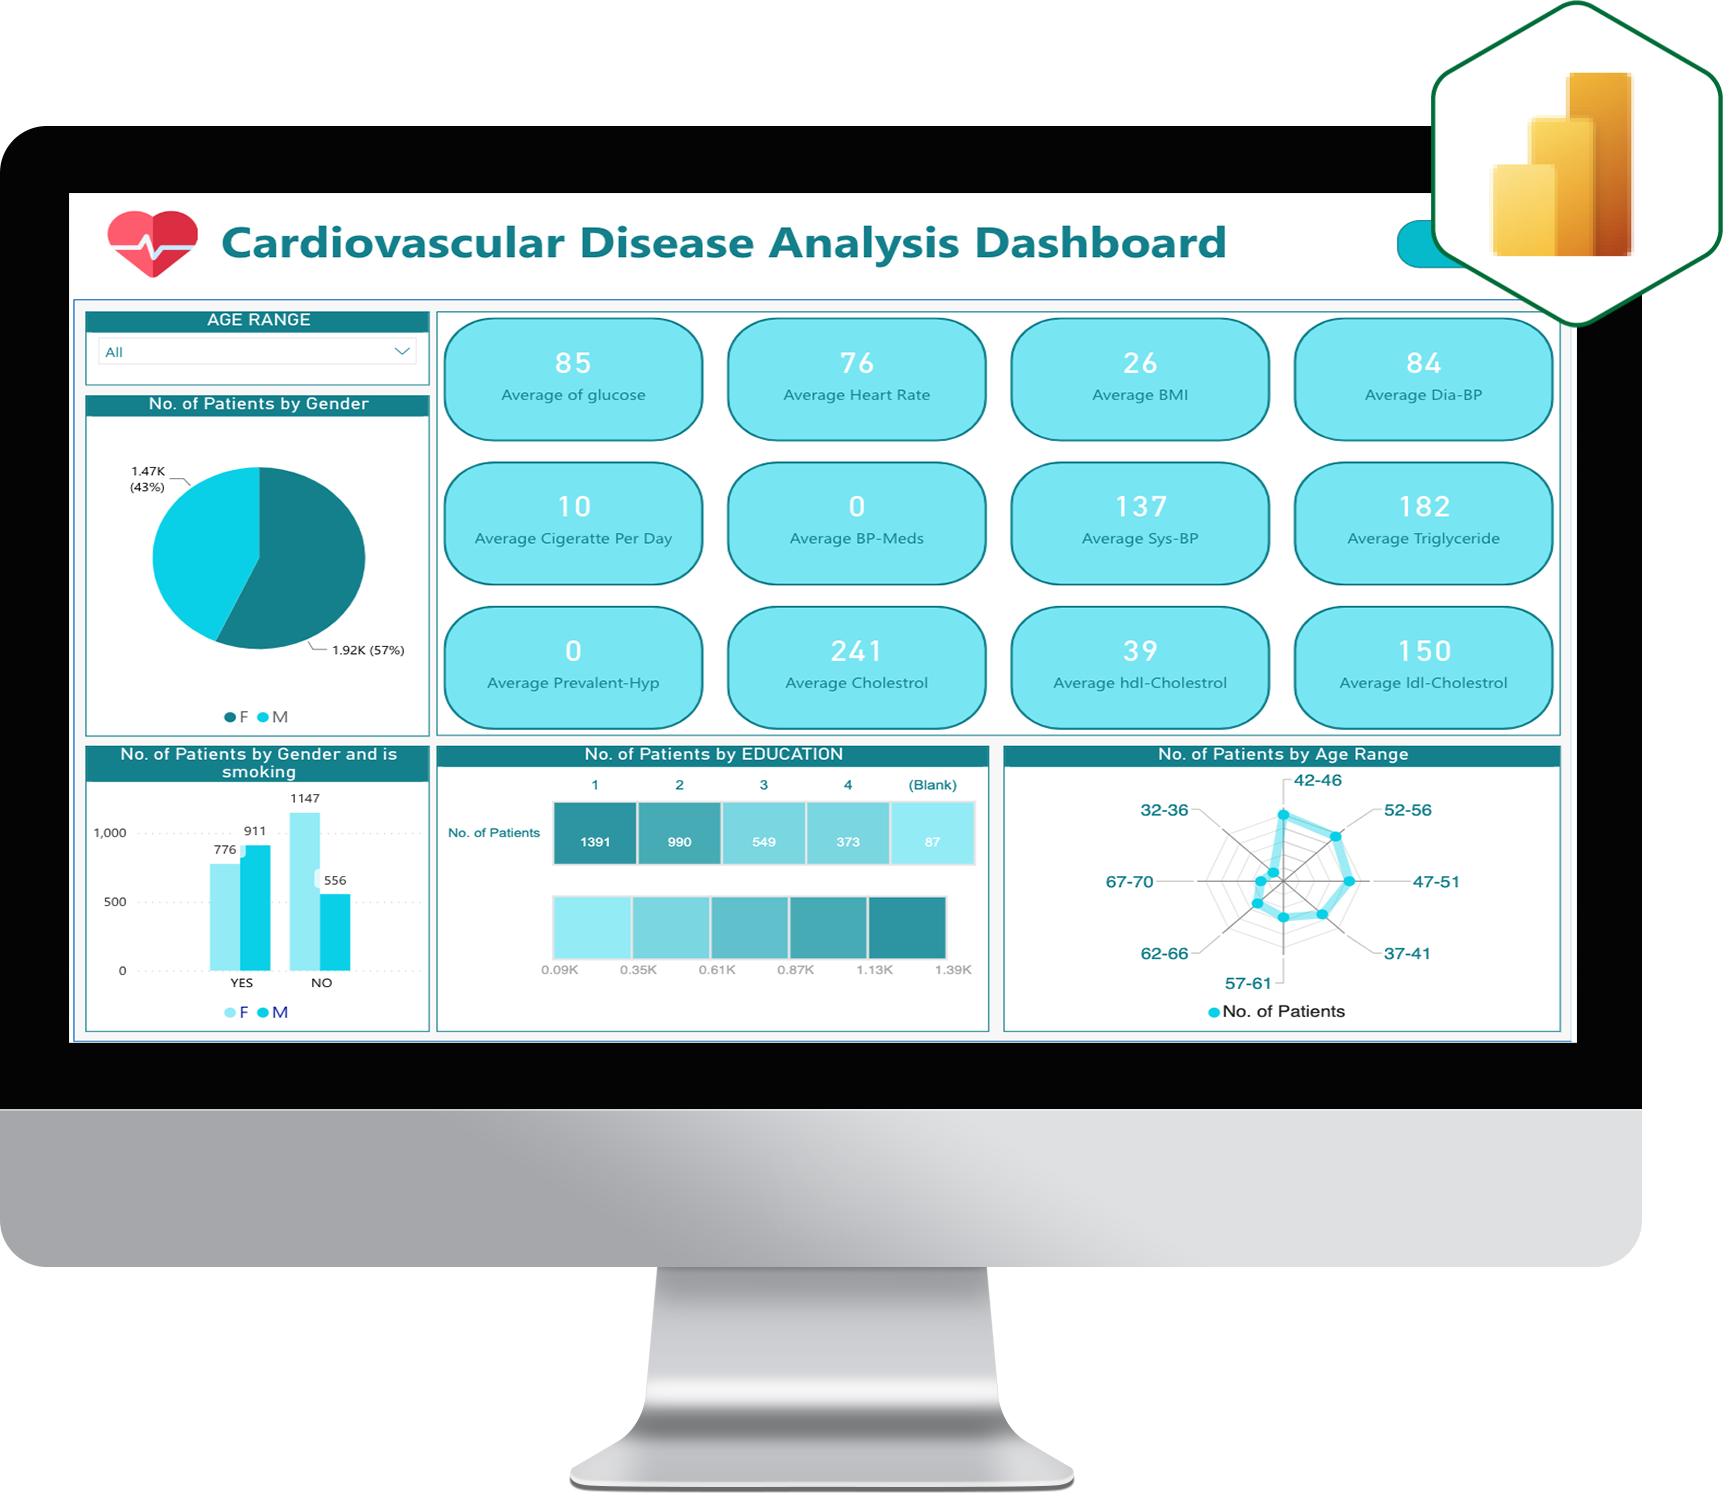 Cardiovascular Disease Analysis Dashboard
AGE RANGE
All
No. of Patients by Gender
1.47K
(43%)
1.92K (57%)
F M
85
Average of glucose
76
Average Heart Rate
26
Average BMI
84
Average Dia-BP
10
Average Cigeratte Per Day
0
Average BP-Meds
137
Average Sys-BP
182
Average Triglyceride
0
Average Prevalent-Hyp
241
Average Cholestrol
39
Average hdl-Cholestrol
150
Average ldl-Cholestrol
No. of Patients by Gender and is
smoking
1147
1,000
911
776
556
500
0
YES NO
F M
No. of Patients by EDUCATION
1 2 3 4 (Blank)
No. of Patients 1391 990 549 373 87
0.09K 0.35K 0.61K 0.87K 1.13K 1.39K
No. of Patients by Age Range
42-46
32-36 52-56
67-70 47-51
62-66 37-41
57-61
No. of Patients